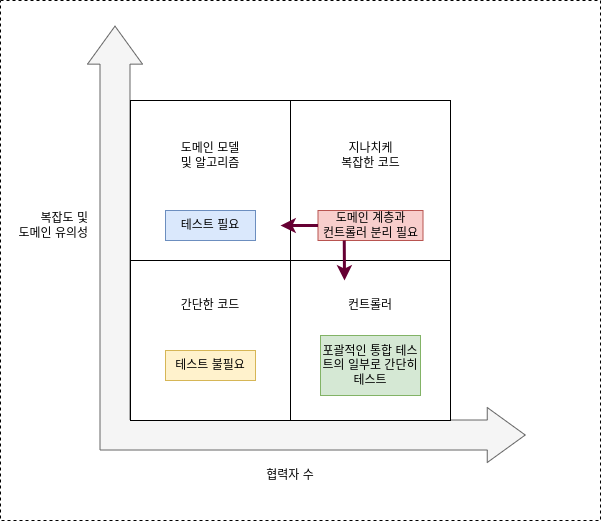 도메인 모델
및 알고리즘
지나치케
복잡한 코드
복잡도 및
도메인 유의성
테스트 필요
도메인 계층과
컨트롤러 분리 필요
간단한 코드
컨트롤러
테스트 불필요
포괄적인 통합 테스
트의 일부로 간단히
테스트
협력자 수